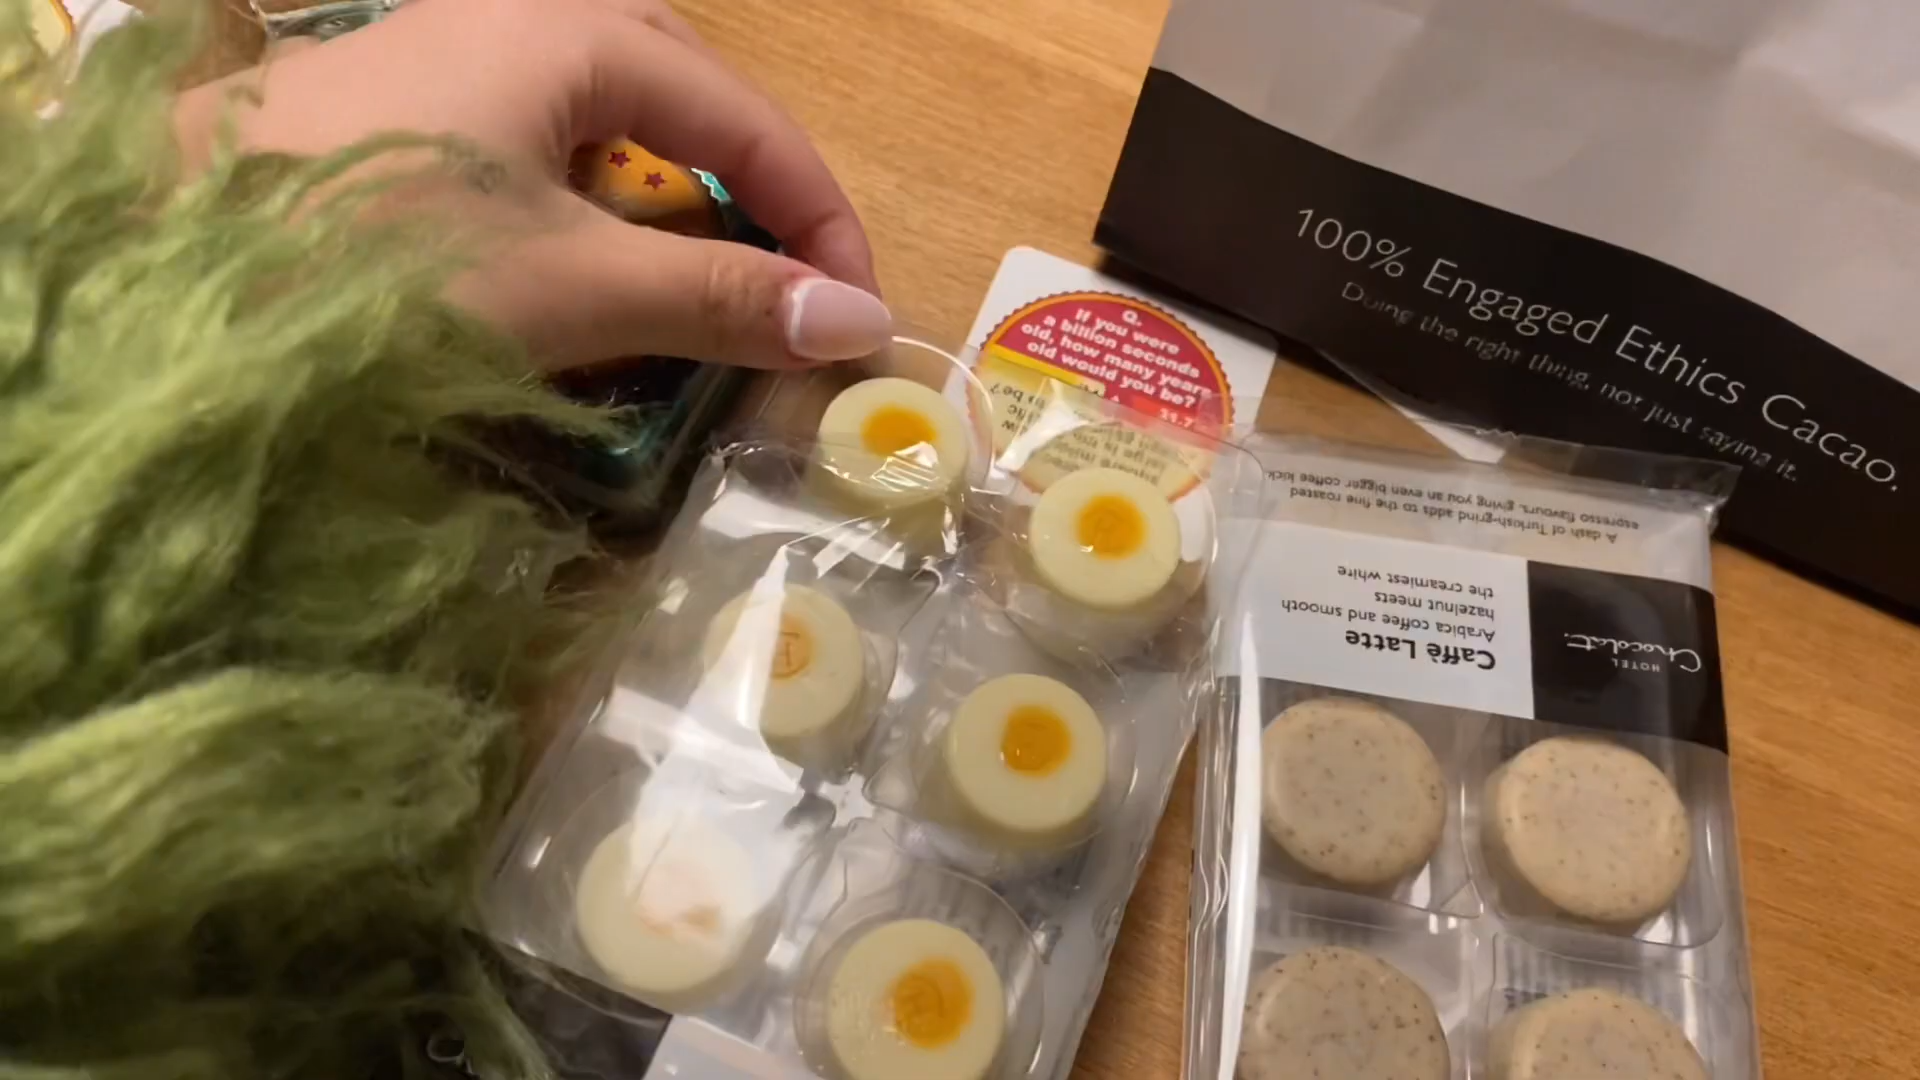 100% Engaged Ethics Cacao.
Doing the right thing, not just saying it.
Q.
If you were
a billion seconds
old, how many years
old would you be?
A dash of Turkish-grind adds to the fine roasted
espresso flavours, giving you an even bigger coffee kick.
HOTEL
Chocolat.
Caffè Latte
Arabica coffee and smooth
hazelnut meets
the creamiest white